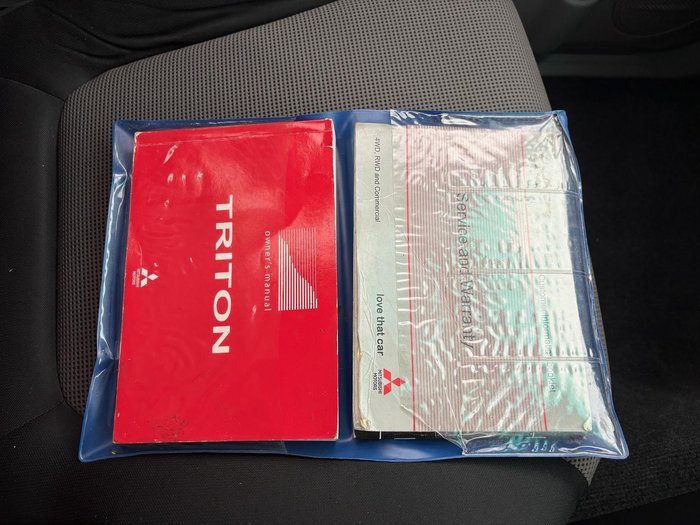 TRITON
owner's manual
MITSUBISHI
MOTORS
4WD, RWD and Commercial
Service and Warranty
love that car
MITSUBISHI
MOTORS